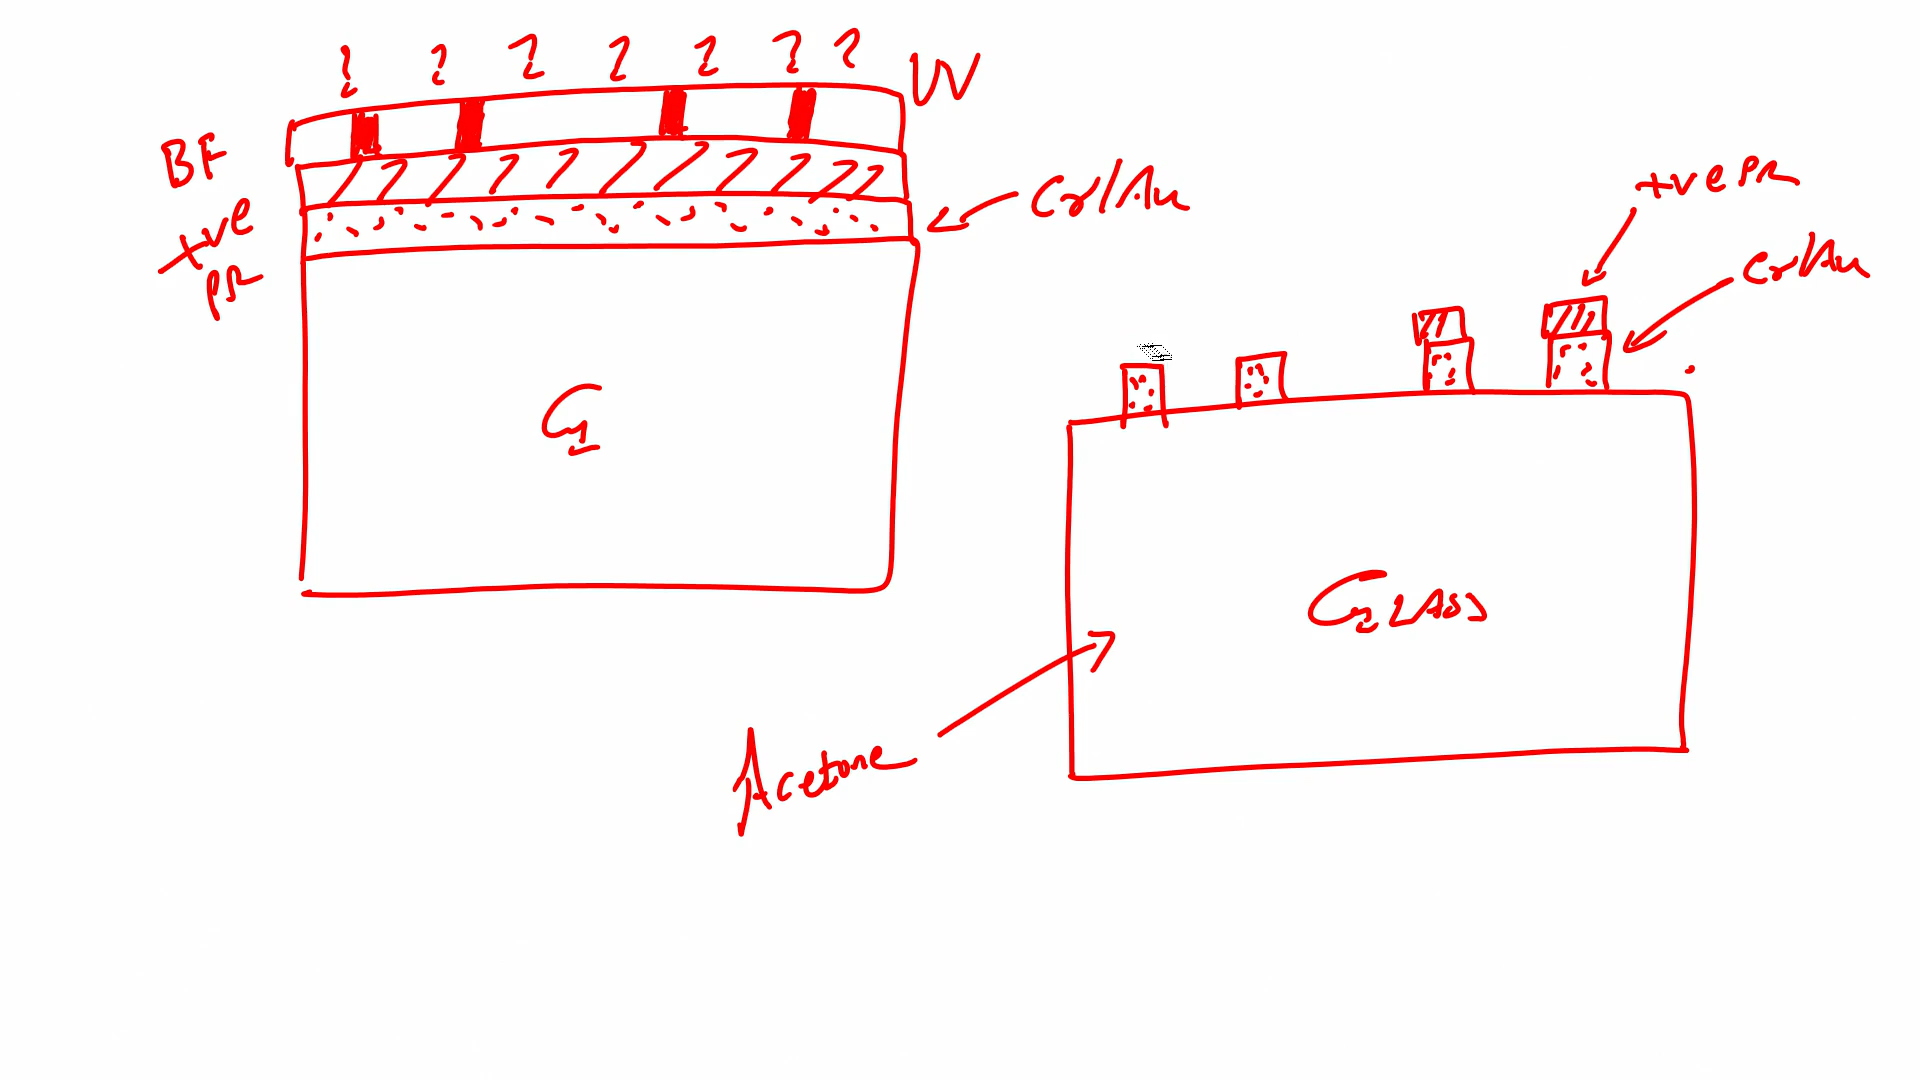 UV
BF
+ve
PR
Cr/Au
G
+ve PR
Cr/Au
GLASS
Acetone